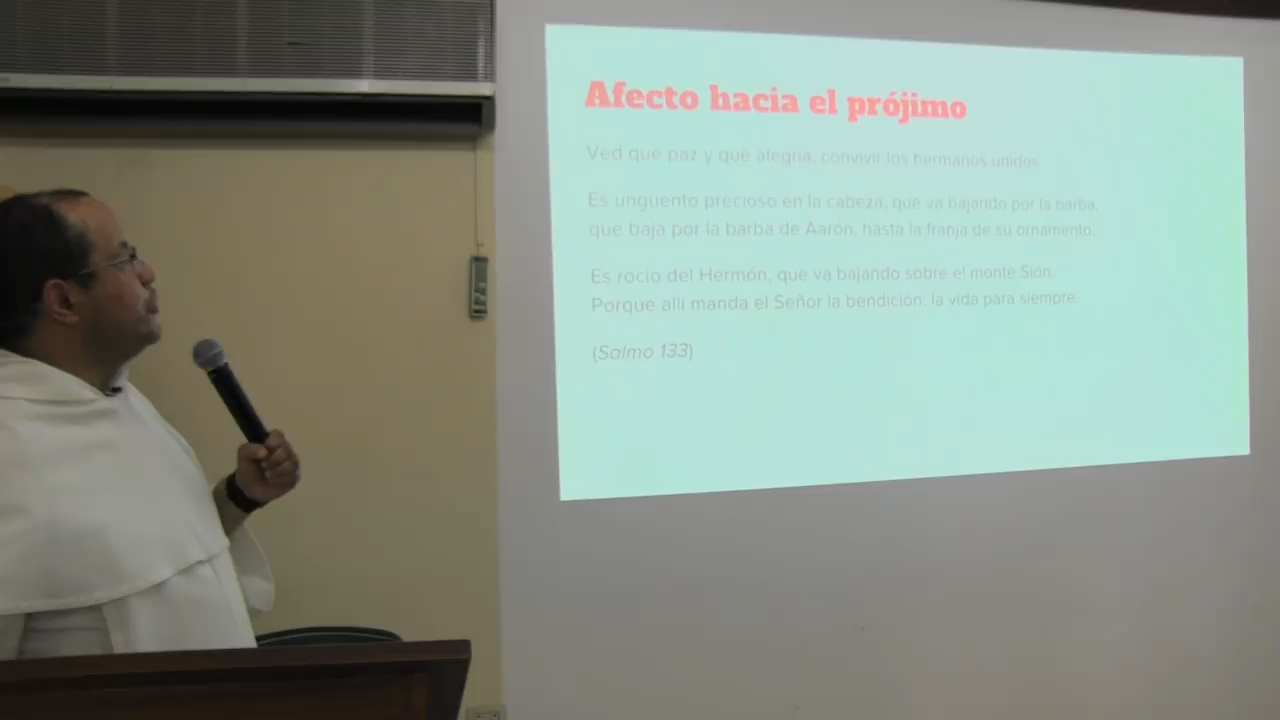 Afecto hacia el prójimo
Ved qué paz y qué alegría, convivir los hermanos unidos.
Es ungüento precioso en la cabeza, que va bajando por la barba,
que baja por la barba de Aarón, hasta la franja de su ornamento.
Es rocío del Hermón, que va bajando sobre el monte Sión.
Porque allí manda el Señor la bendición: la vida para siempre.
(Salmo 133)